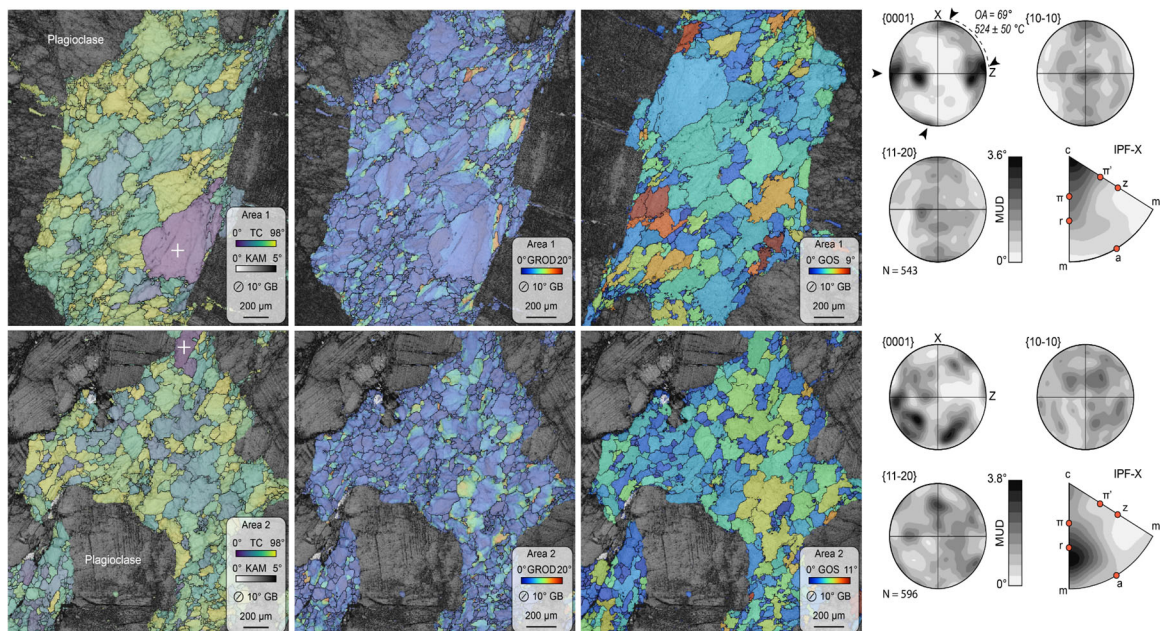 Plagioclase
Area 1
0° TC 98°
0° KAM 5°
10° GB
200 µm
Area 1
0° GROD 20°
10° GB
200 µm
Area 1
0° GOS 9°
10° GB
200 µm
{0001}
X
OA = 69°
524 ± 50 °C
Z
{10-10}
{11-20}
3.6°
MUD
0°
N = 543
IPF-X
c
π'
z
m
π
r
a
m
Plagioclase
Area 2
0° TC 98°
0° KAM 5°
10° GB
200 µm
Area 2
0° GROD 20°
10° GB
200 µm
Area 2
0° GOS 11°
10° GB
200 µm
{0001}
X
Z
{10-10}
{11-20}
3.8°
MUD
0°
N = 596
IPF-X
c
π'
z
m
π
r
a
m